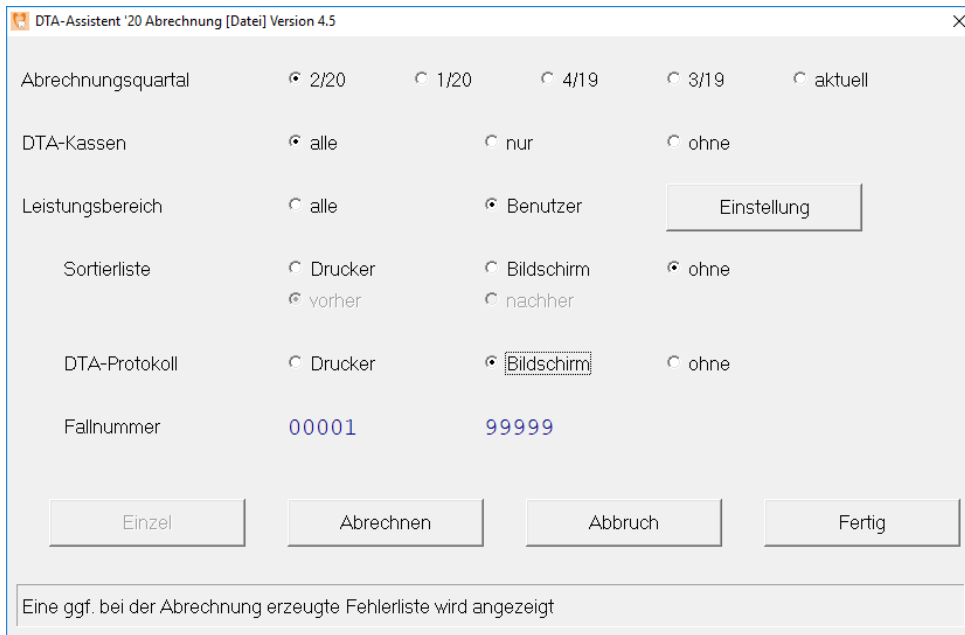 DTA-Assistent '20 Abrechnung [Datei] Version 4.5
Abrechnungsquartal 2/20 1/20 4/19 3/19 aktuell
DTA-Kassen alle nur ohne
Leistungsbereich alle Benutzer Einstellung
Sortierliste Drucker Bildschirm ohne
vorher nachher
DTA-Protokoll Drucker Bildschirm ohne
Fallnummer 00001 99999
Einzel Abrechnen Abbruch Fertig
Eine ggf. bei der Abrechnung erzeugte Fehlerliste wird angezeigt